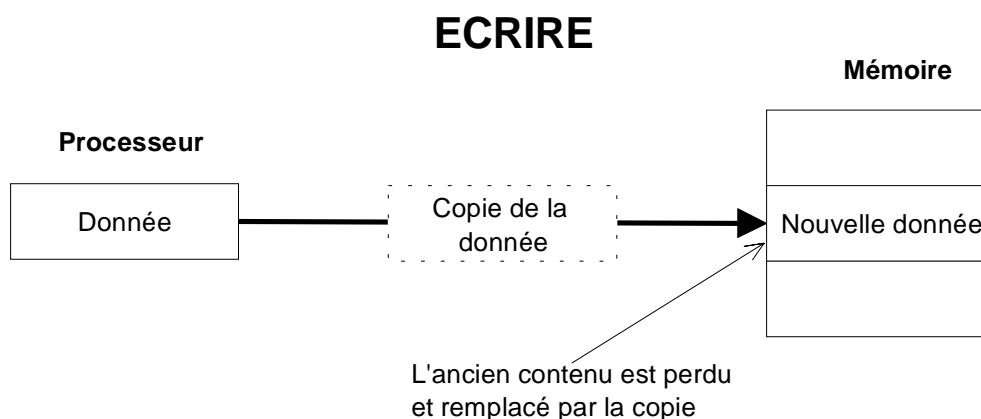 ECRIRE
Mémoire
Processeur
Donnée
Copie de la
donnée
Nouvelle donnée
L'ancien contenu est perdu
et remplacé par la copie